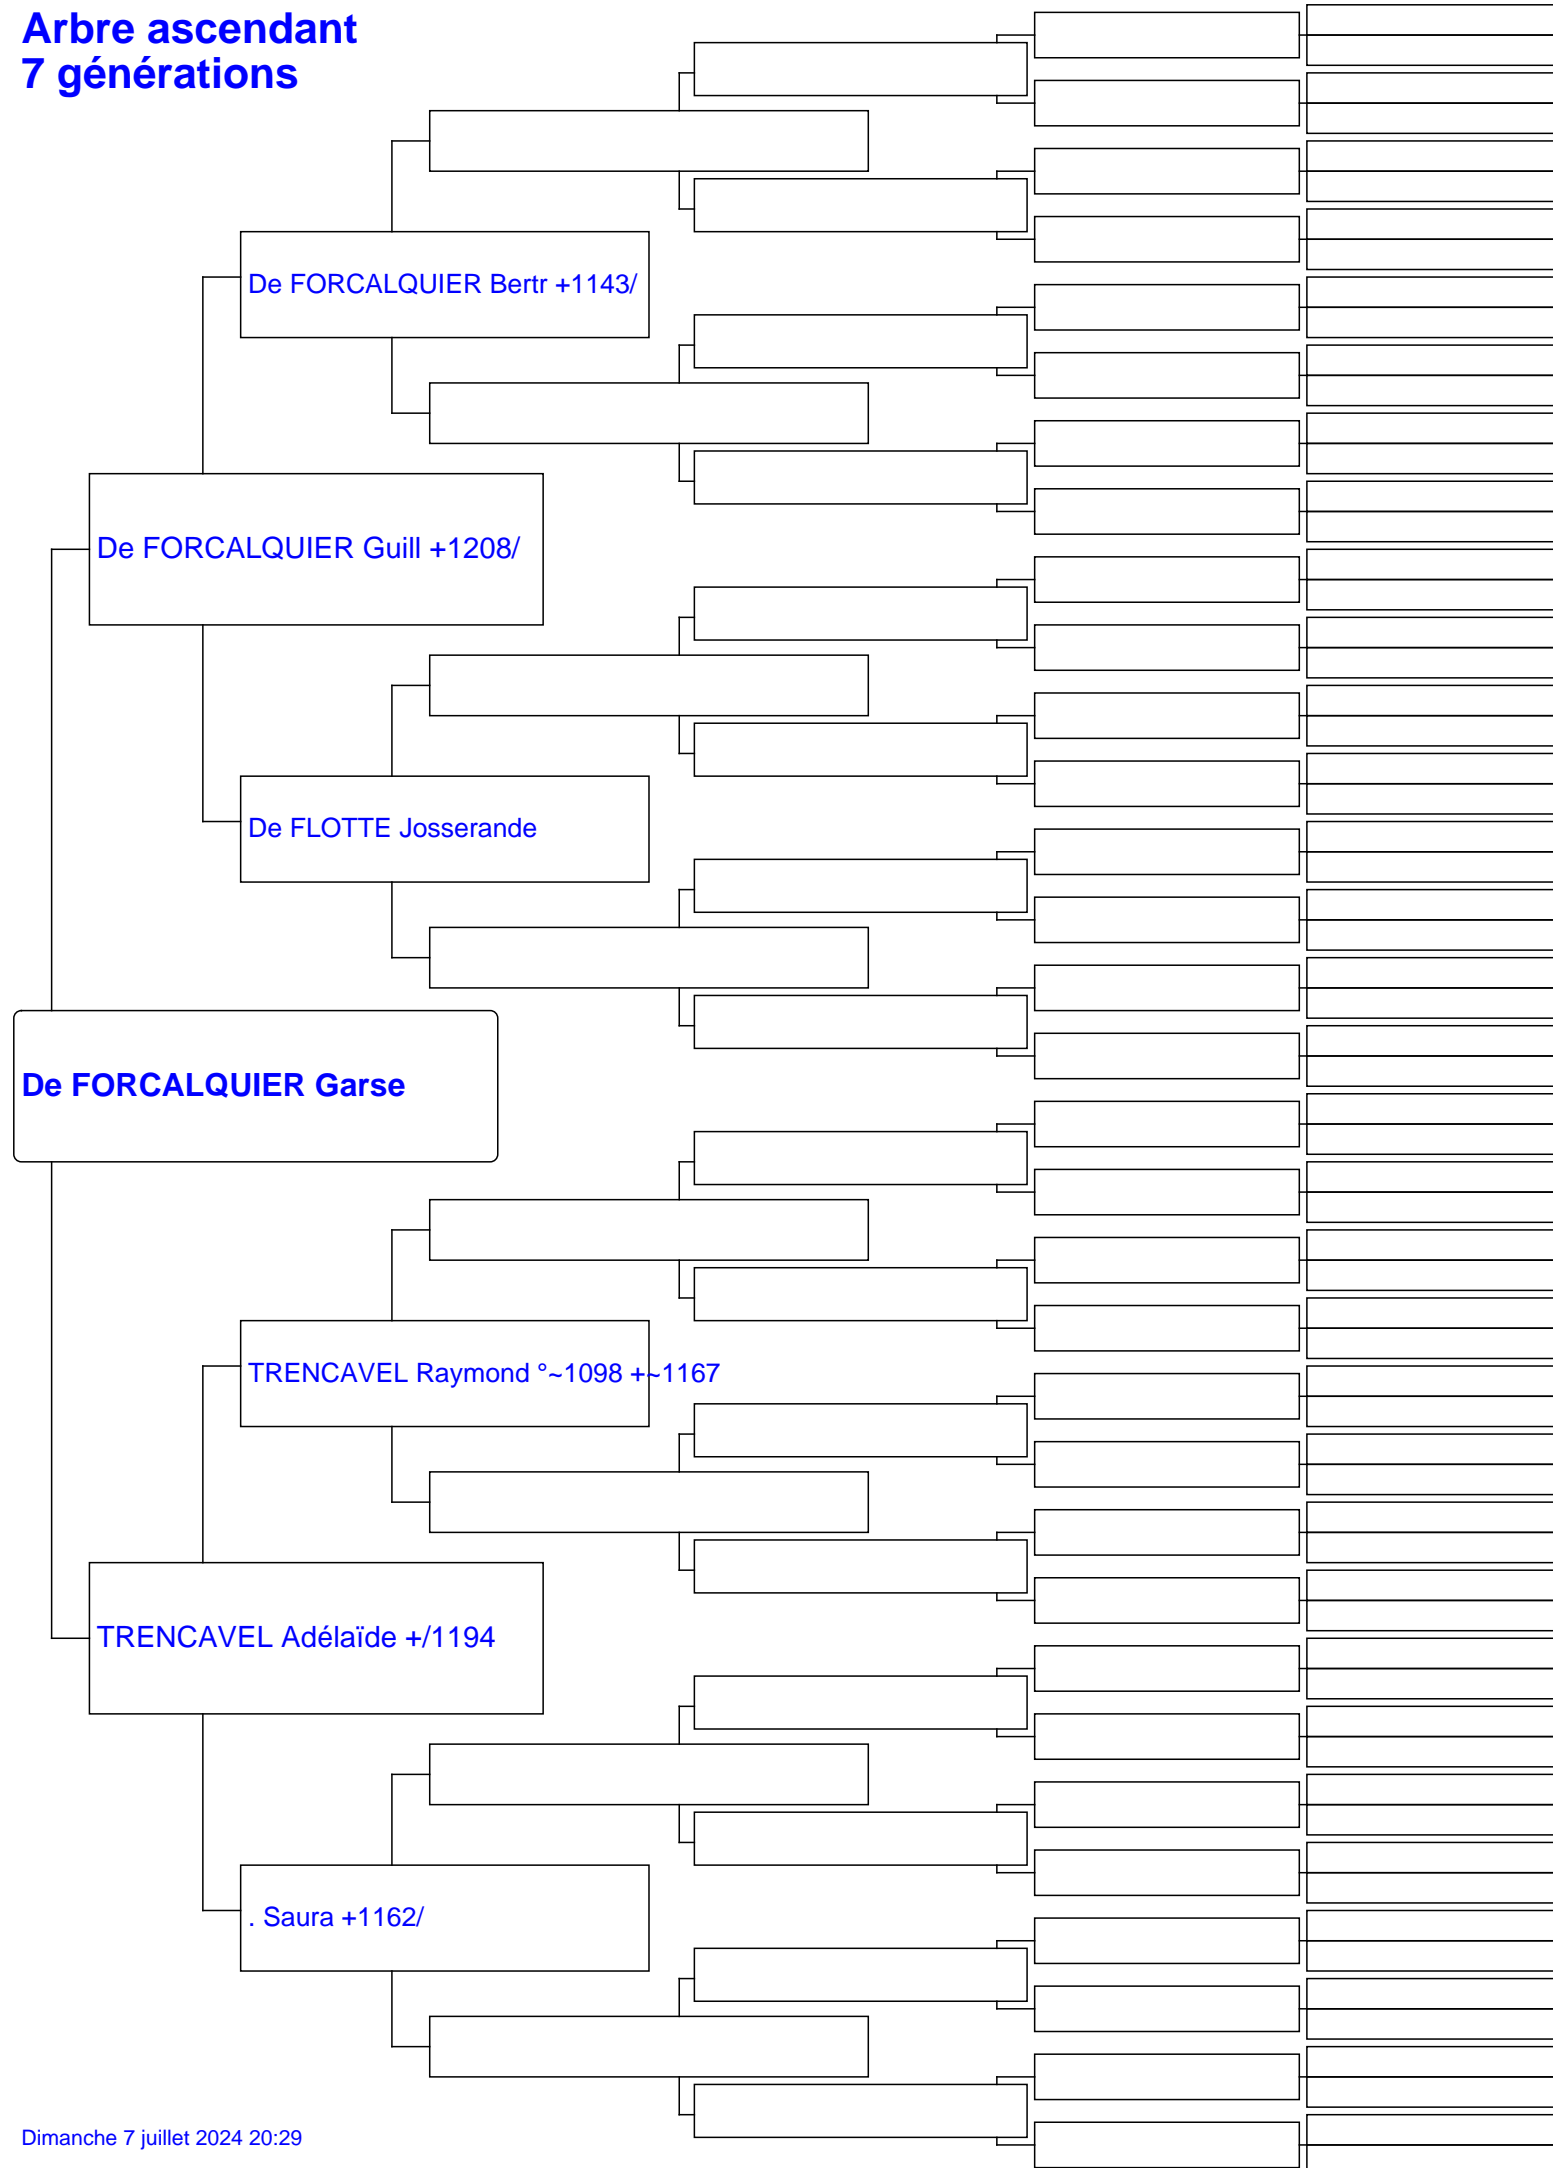 Arbre ascendant
7 générations
De FORCALQUIER Bertr +1143/
De FORCALQUIER Guill +1208/
De FLOTTE Josserande
De FORCALQUIER Garse
TRENCAVEL Raymond °~1098 +~1167
TRENCAVEL Adélaïde +/1194
. Saura +1162/
Dimanche 7 juillet 2024 20:29